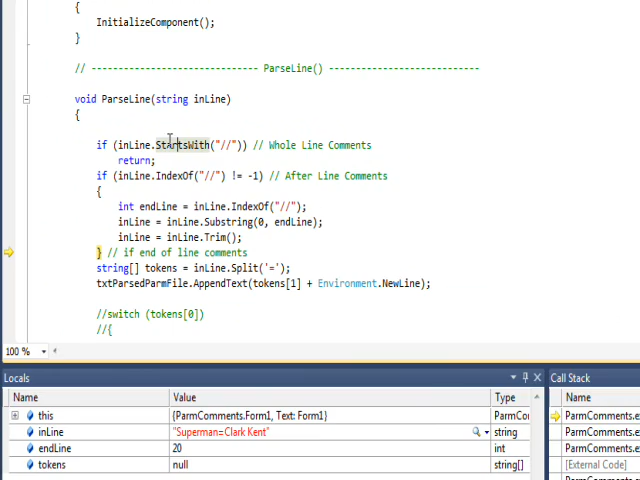 {
InitializeComponent();
}
// ------------------------------- ParseLine() ----------------------------
void ParseLine(string inLine)
{
if (inLine.StartsWith("//")) // Whole Line Comments
return;
if (inLine.IndexOf("//") != -1) // After Line Comments
{
int endLine = inLine.IndexOf("//");
inLine = inLine.Substring(0, endLine);
inLine = inLine.Trim();
} // if end of line comments
string[] tokens = inLine.Split('=');
txtParsedParmFile.AppendText(tokens[1] + Environment.NewLine);
//switch (tokens[0])
//{
100 %
Locals
Name Value Type
this {ParmComments.Form1, Text: Form1} ParmCon
inLine "Superman=Clark Kent" string
endLine 20 int
tokens null string[]
Call Stack
Name
ParmComments.e
ParmComments.e
[External Code]